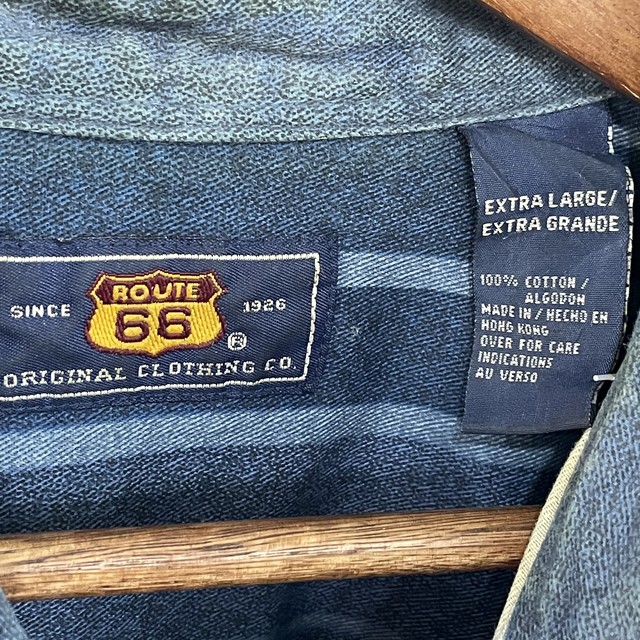 SINCE
ROUTE
66
1926
®
ORIGINAL CLOTHING CO.
EXTRA LARGE/
EXTRA GRANDE
100% COTTON /
ALGODON
MADE IN / HECHO EN
HONG KONG
OVER FOR CARE
INDICATIONS
AU VERSO